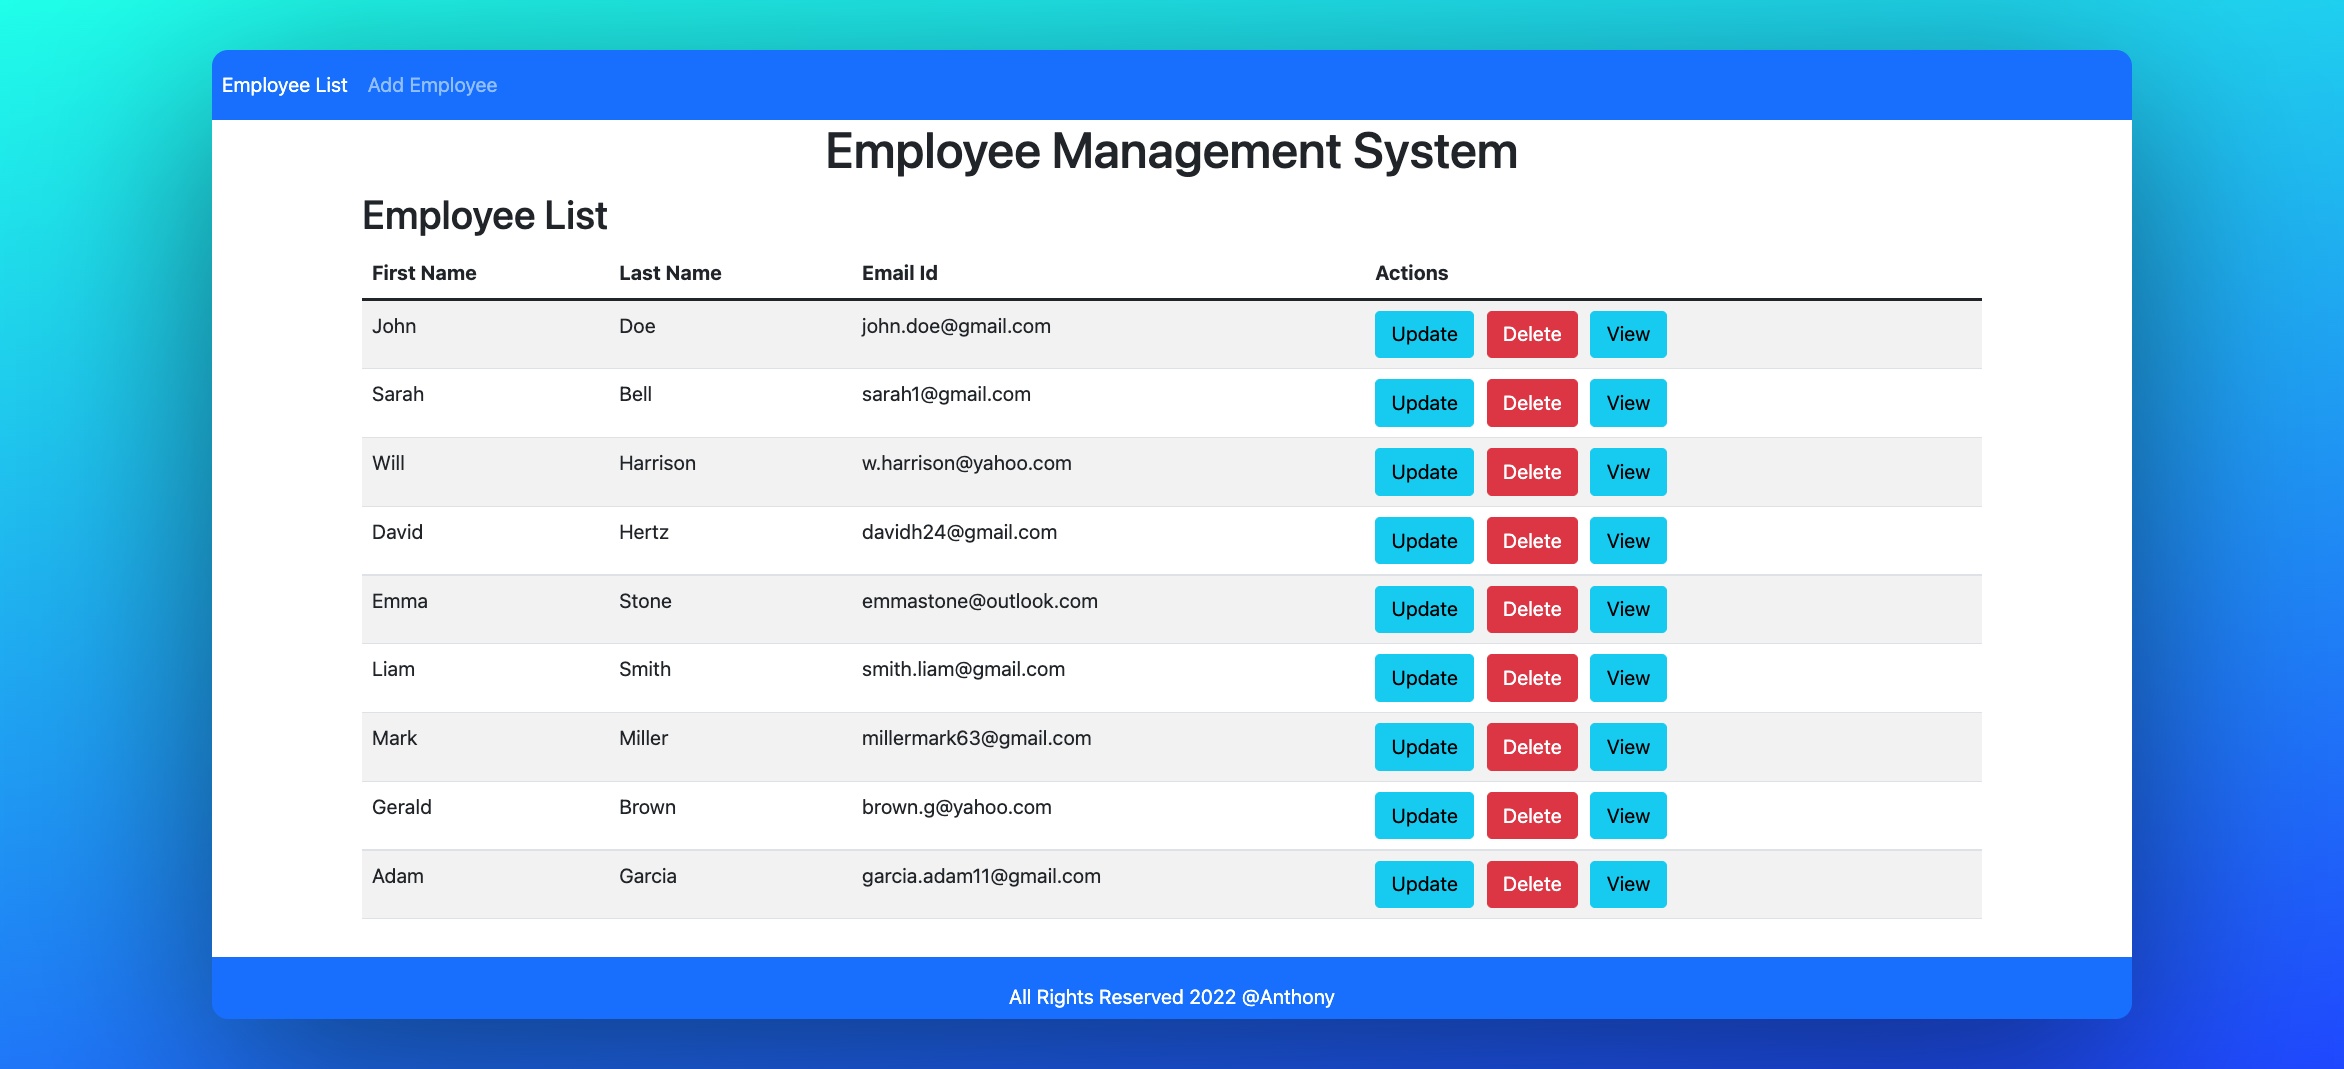 Employee List Add Employee
Employee Management System
Employee List
First Name Last Name Email Id Actions
John Doe john.doe@gmail.com Update Delete View
Sarah Bell sarah1@gmail.com Update Delete View
Will Harrison w.harrison@yahoo.com Update Delete View
David Hertz davidh24@gmail.com Update Delete View
Emma Stone emmastone@outlook.com Update Delete View
Liam Smith smith.liam@gmail.com Update Delete View
Mark Miller millermark63@gmail.com Update Delete View
Gerald Brown brown.g@yahoo.com Update Delete View
Adam Garcia garcia.adam11@gmail.com Update Delete View
All Rights Reserved 2022 @Anthony